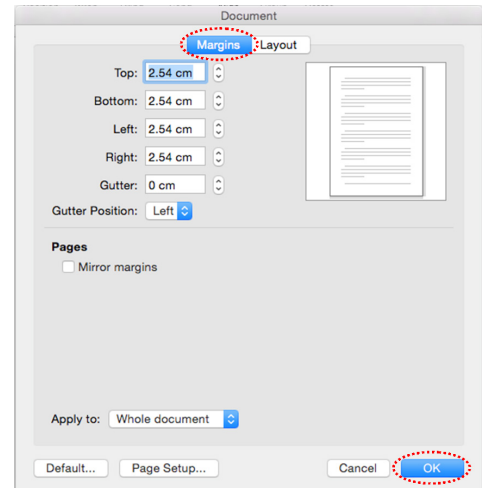 Document
Margins Layout
Top: 2.54 cm
Bottom: 2.54 cm
Left: 2.54 cm
Right: 2.54 cm
Gutter: 0 cm
Gutter Position: Left
Pages
Mirror margins
Apply to: Whole document
Default... Page Setup... Cancel OK